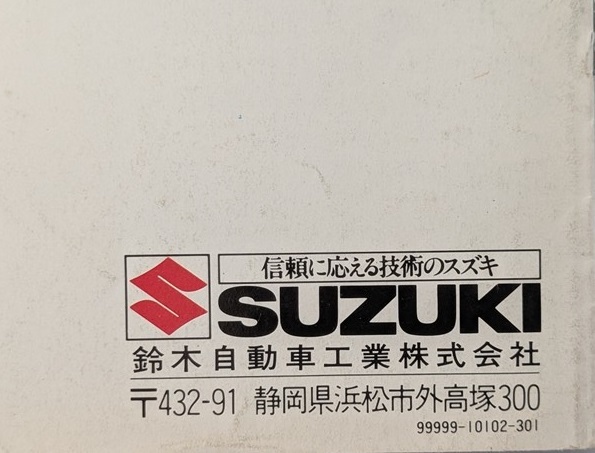 信頼に応える技術のスズキ
SUZUKI
鈴木自動車工業株式会社
〒432-91 静岡県浜松市外高塚300
99999-10102-301